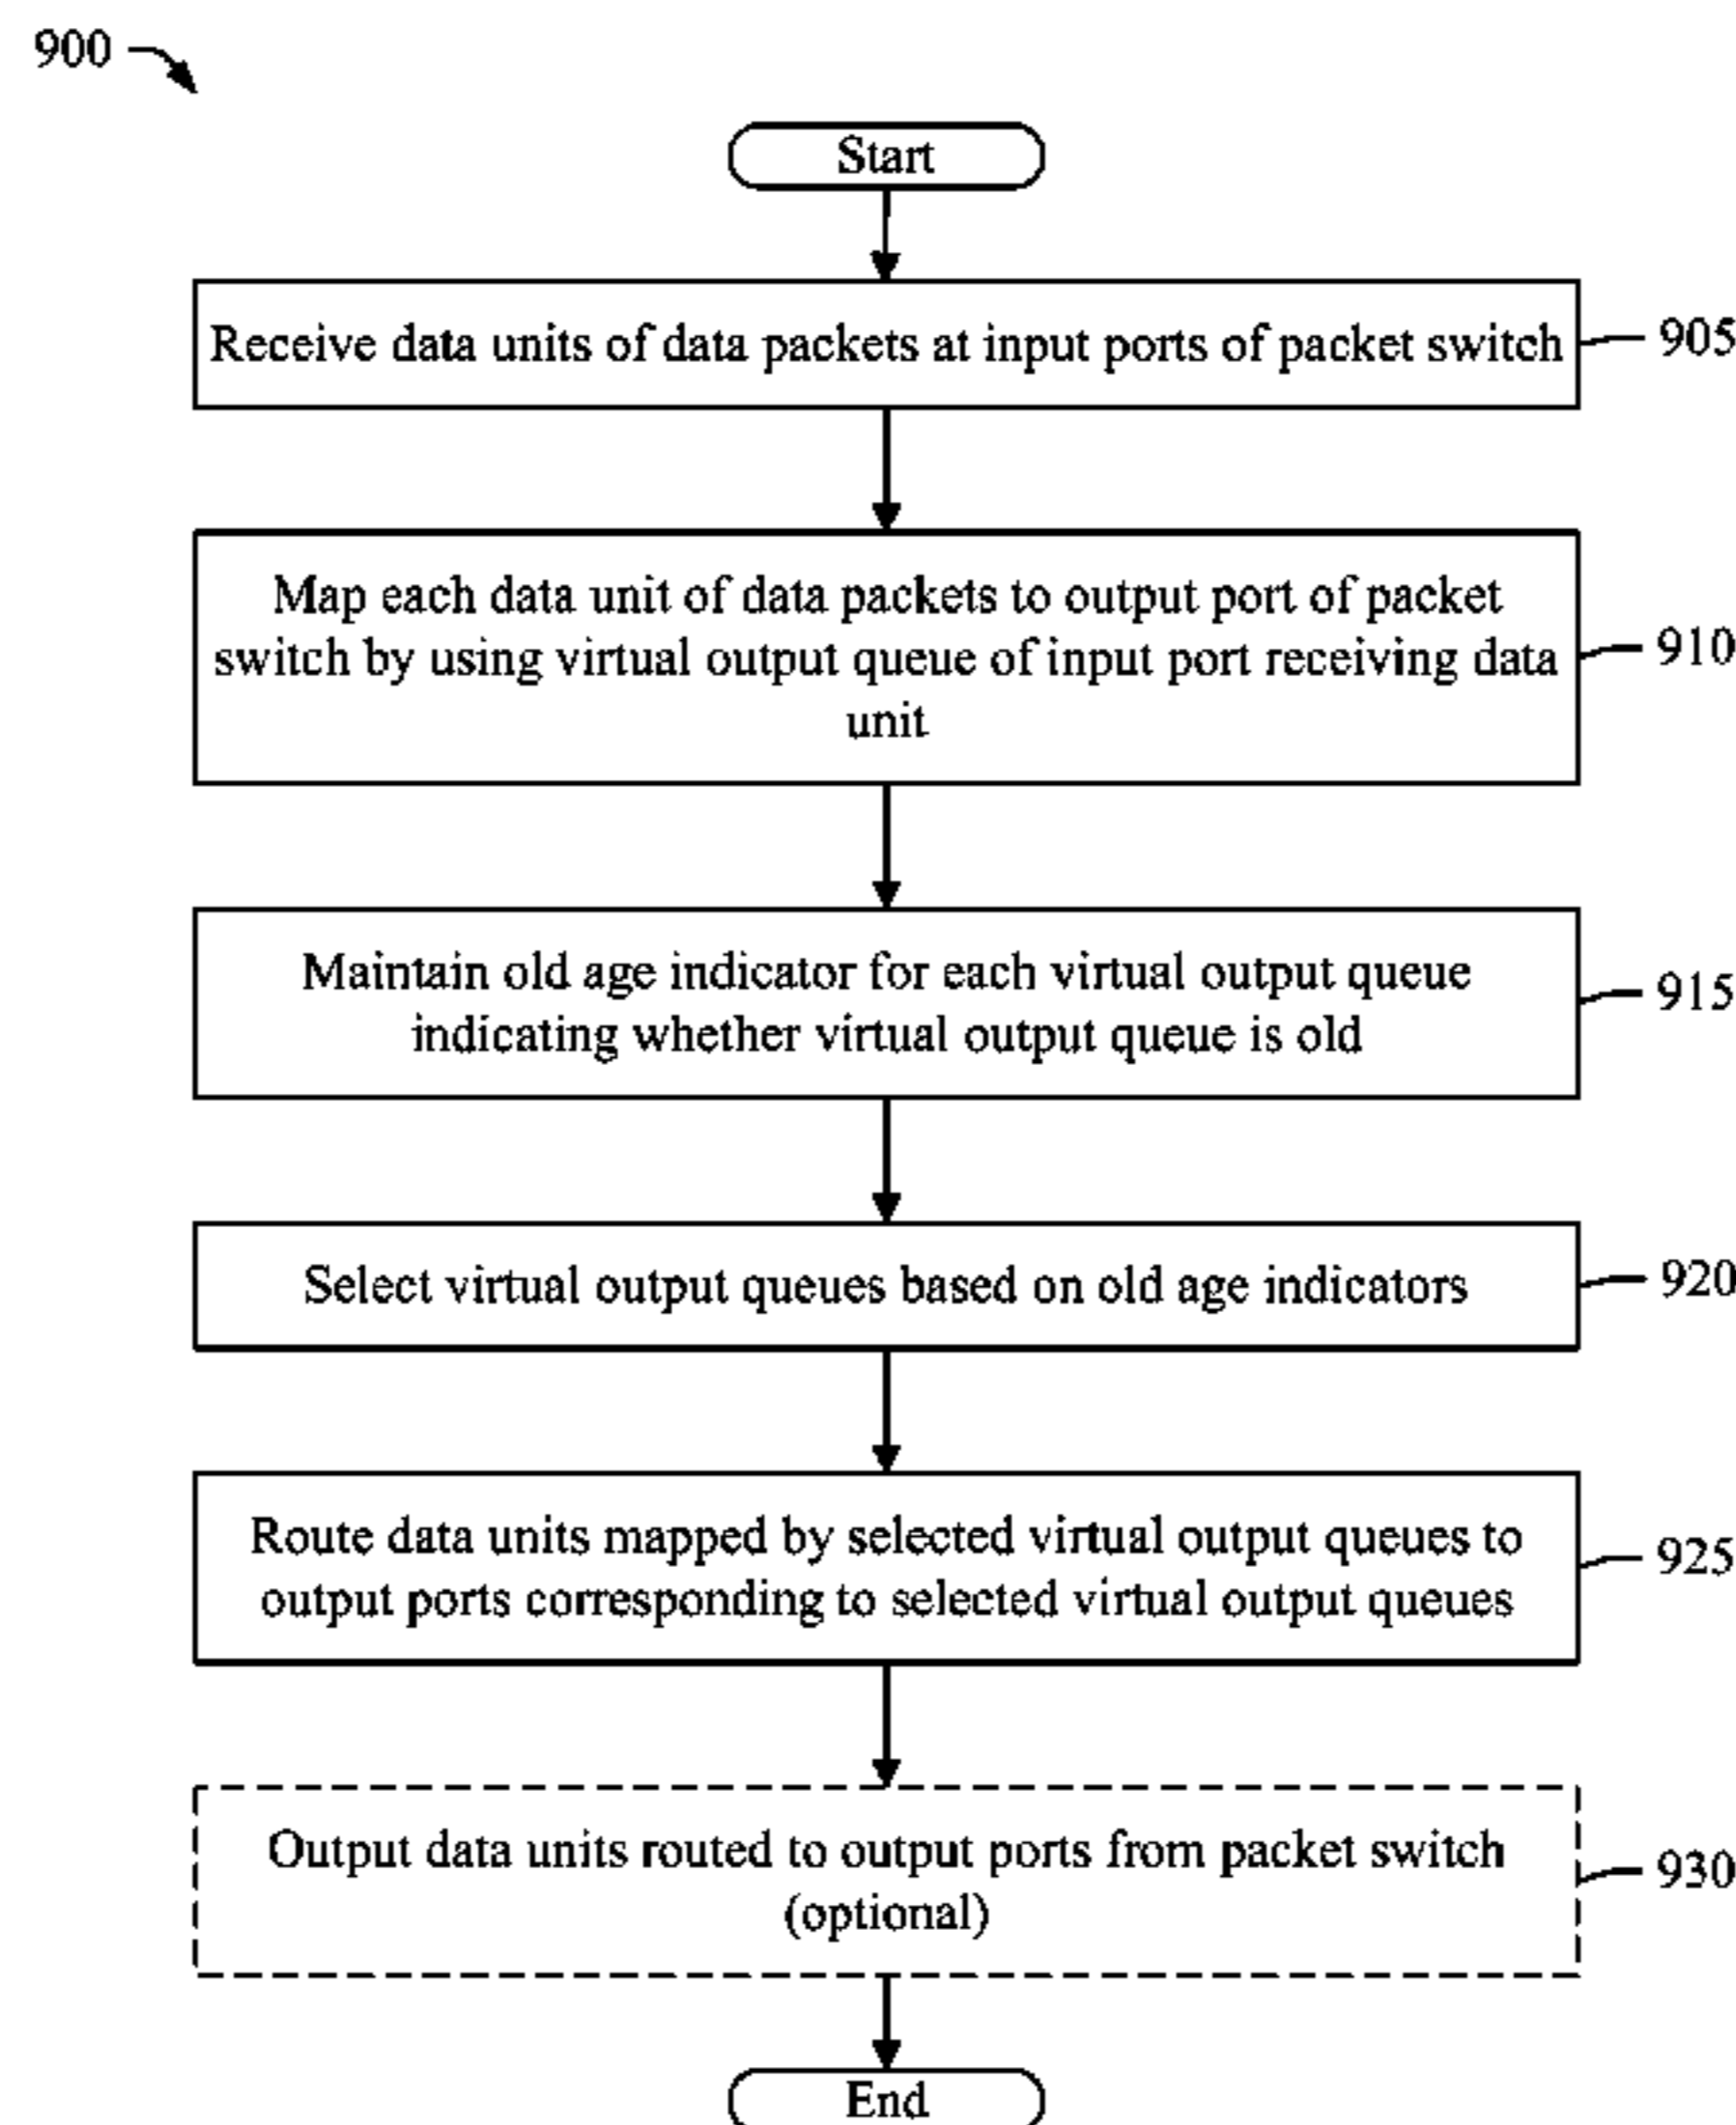 900
Start
Receive data units of data packets at input ports of packet switch
905
Map each data unit of data packets to output port of packet
switch by using virtual output queue of input port receiving data
unit
910
Maintain old age indicator for each virtual output queue
indicating whether virtual output queue is old
915
Select virtual output queues based on old age indicators
920
Route data units mapped by selected virtual output queues to
output ports corresponding to selected virtual output queues
925
Output data units routed to output ports from packet switch
(optional)
930
End